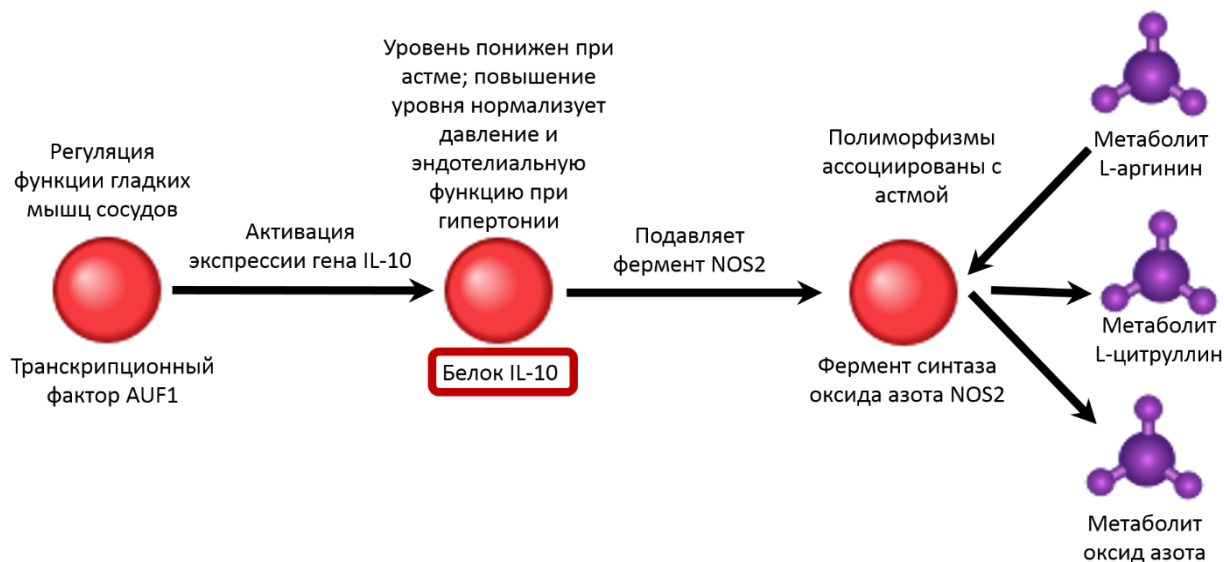 Регуляция
функции гладких
мышц сосудов
Транскрипционный
фактор AUF1
Активация
экспрессии гена IL-10
Уровень понижен при
астме; повышение
уровня нормализует
давление и
эндотелиальную
функцию при
гипертонии
Белок IL-10
Подавляет
фермент NOS2
Полиморфизмы
ассоциированы с
астмой
Фермент синтаза
оксида азота NOS2
Метаболит
L-аргинин
Метаболит
L-цитруллин
Метаболит
оксид азота